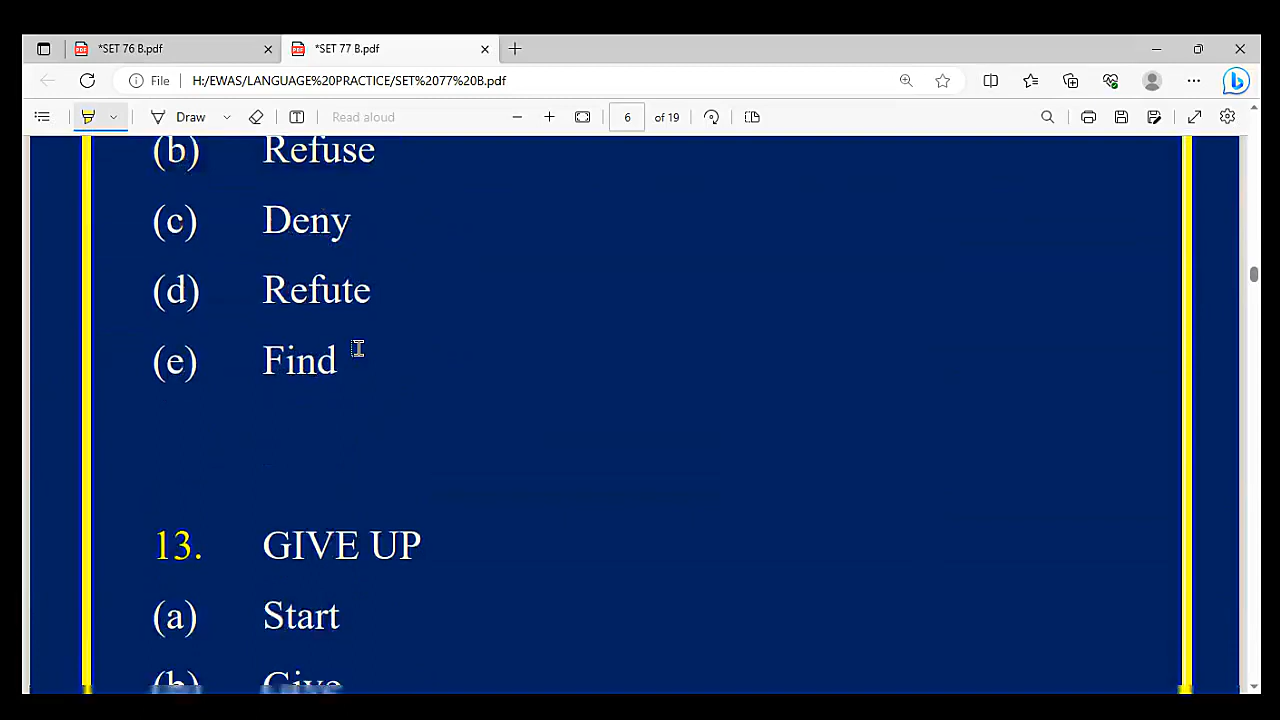 *SET 76 B.pdf
*SET 77 B.pdf
File
H:/EWAS/LANGUAGE%20PRACTICE/SET%2077%20B.pdf
Draw
Read aloud
6
of 19
(b) Refuse
(c) Deny
(d) Refute
(e) Find
13. GIVE UP
(a) Start
(b) Give